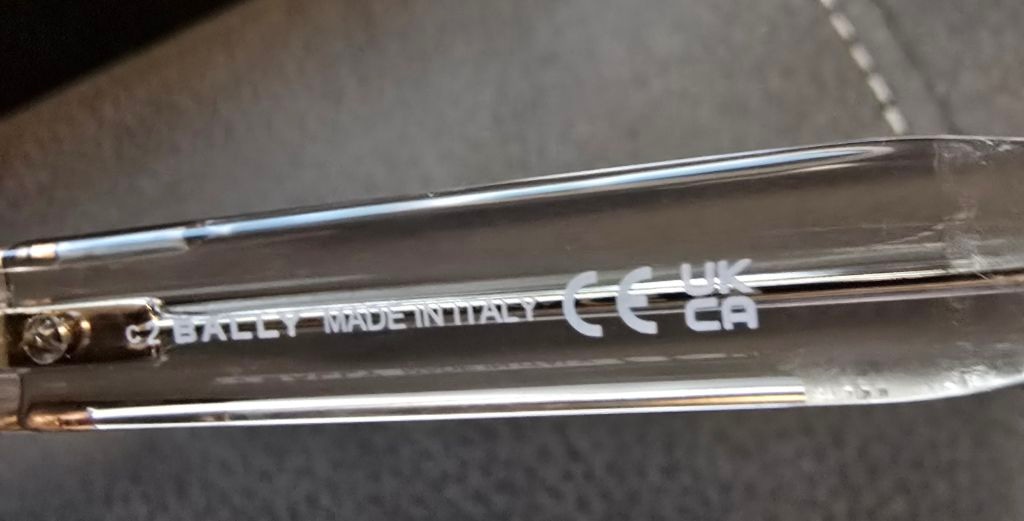 c2 BALLY MADE IN ITALY CE UK
CA